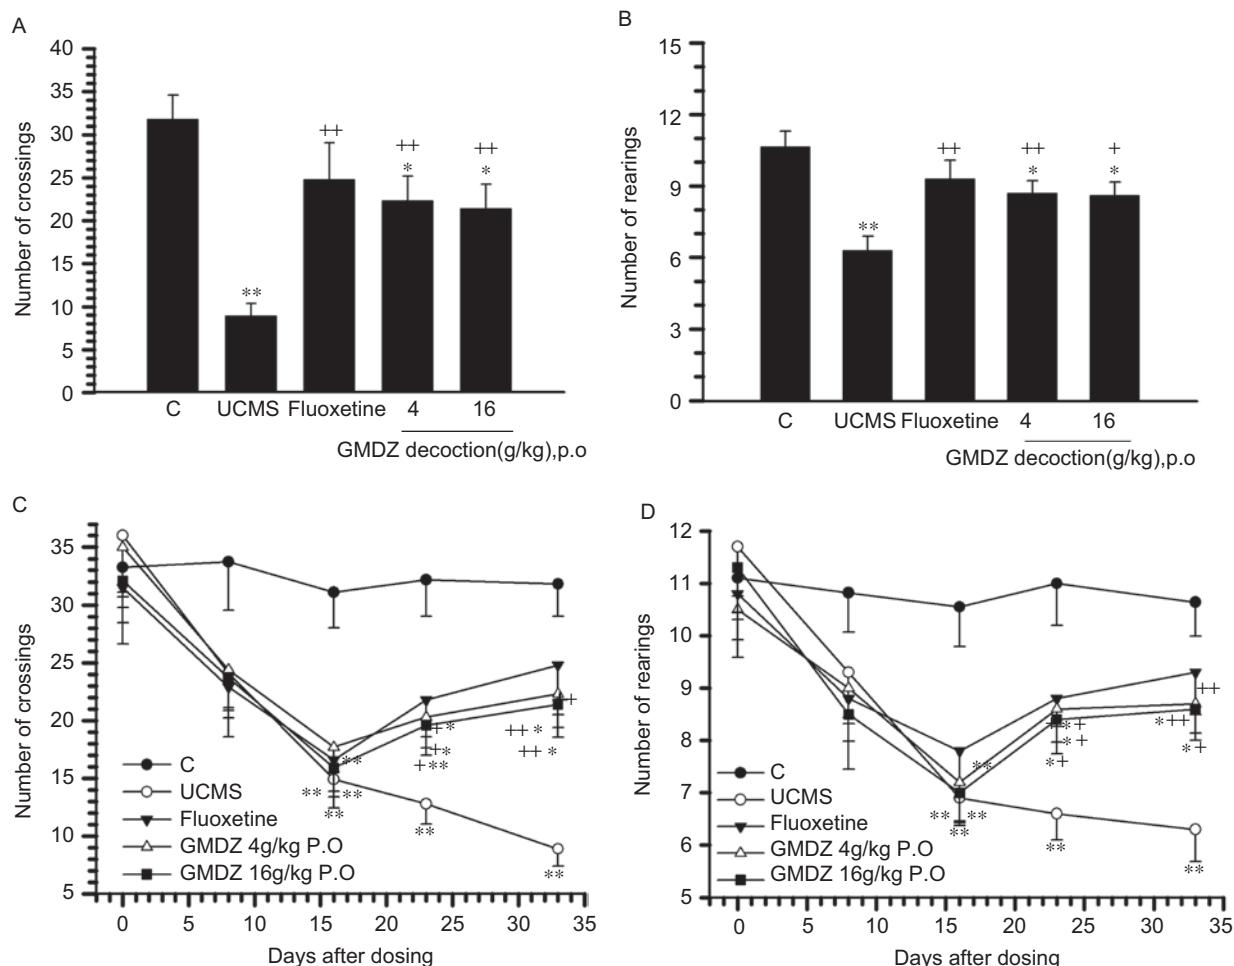 A
Number of crossings
40
35
30
25
20
15
10
5
0
**
++
++
*
++
*
C UCMS Fluoxetine 4 16
GMDZ decoction(g/kg),p.o
B
Number of rearings
15
12
9
6
3
0
**
++
++
*
+
*
C UCMS Fluoxetine 4 16
GMDZ decoction(g/kg),p.o
C
Number of crossings
35
30
25
20
15
10
5
C
UCMS
Fluoxetine
GMDZ 4g/kg P.O
GMDZ 16g/kg P.O
** ** **
**
+*
+*
+**
**
+
++ *
++ *
**
0 5 10 15 20 25 30 35
Days after dosing
D
Number of rearings
12
11
10
9
8
7
6
5
C
UCMS
Fluoxetine
GMDZ 4g/kg P.O
GMDZ 16g/kg P.O
**
** **
**
*+
*+
*+
**
++
*++
*+
**
0 5 10 15 20 25 30 35
Days after dosing